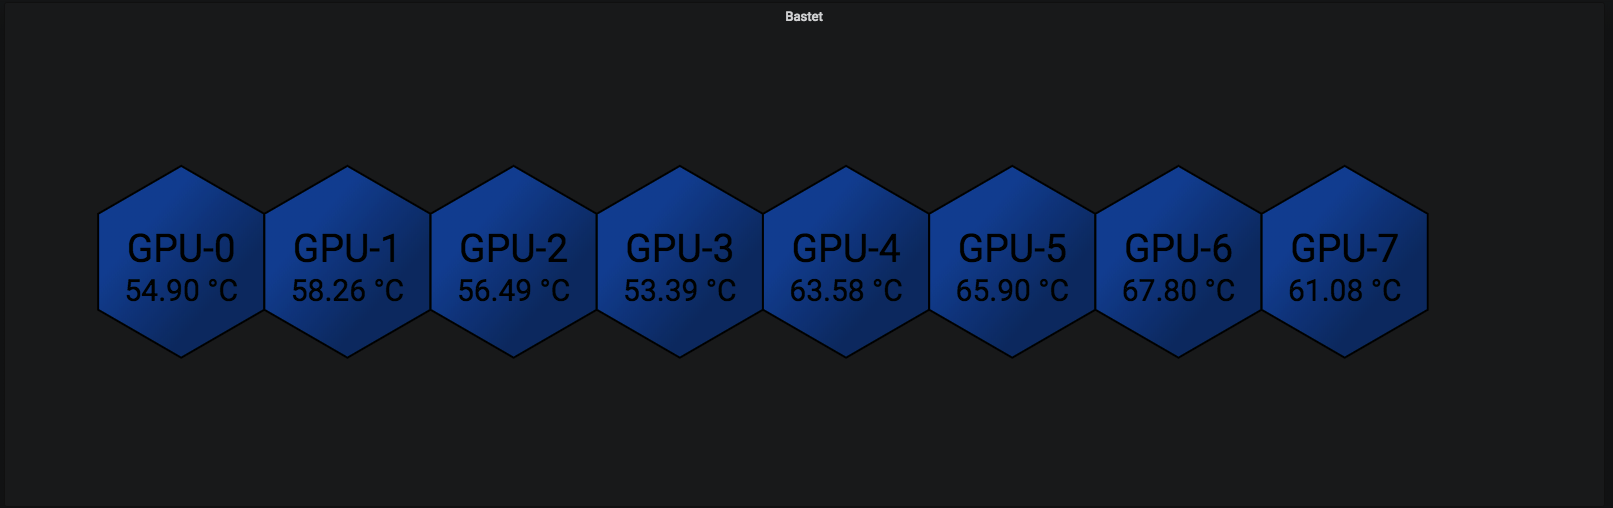 Bastet
GPU-0
54.90 °C
GPU-1
58.26 °C
GPU-2
56.49 °C
GPU-3
53.39 °C
GPU-4
63.58 °C
GPU-5
65.90 °C
GPU-6
67.80 °C
GPU-7
61.08 °C